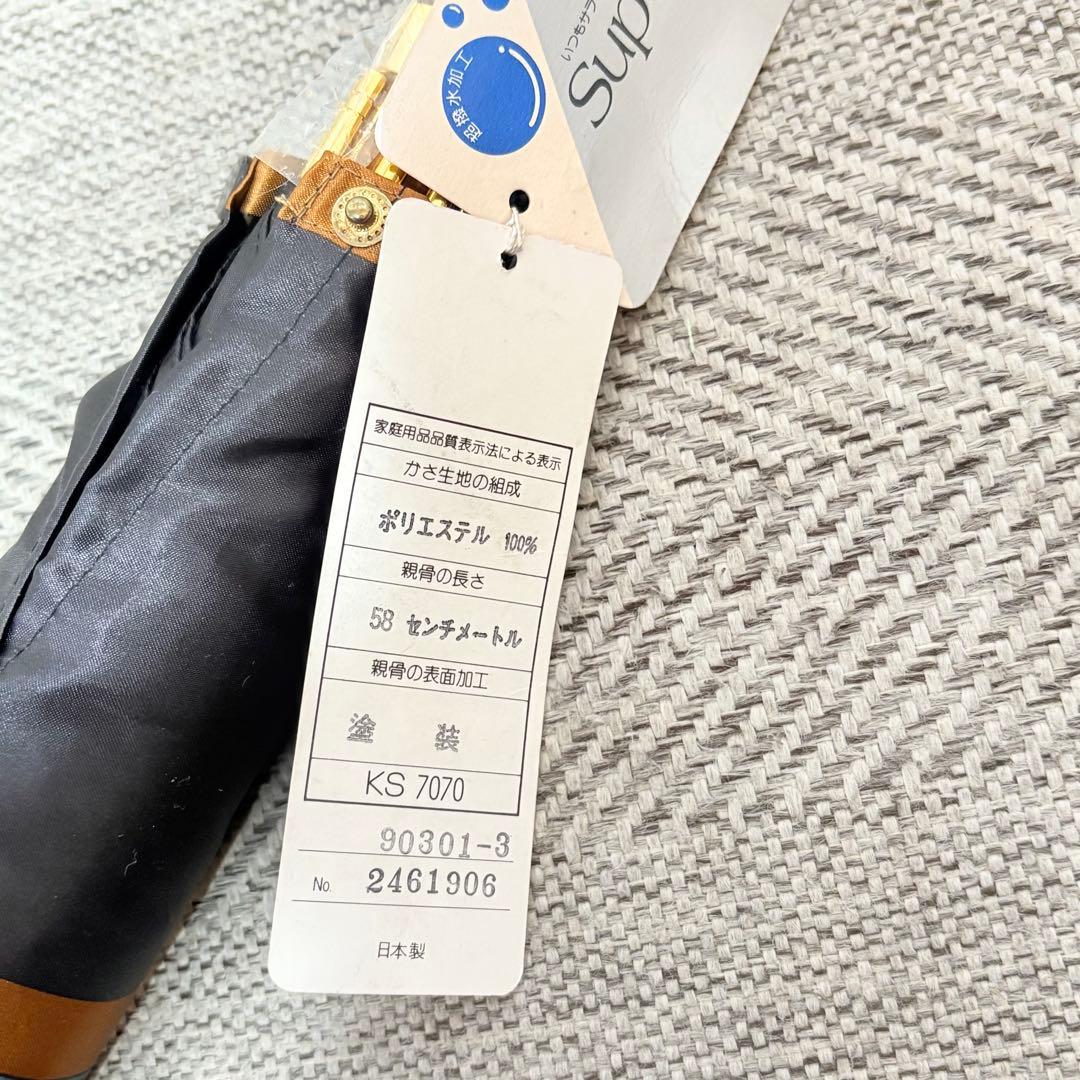 超撥水加工
いつもサラ
Sup
家庭用品品質表示法による表示
かさ生地の組成
ポリエステル 100%
親骨の長さ
58 センチメートル
親骨の表面加工
塗 装
KS 7070
90301-3
No. 2461906
日本製